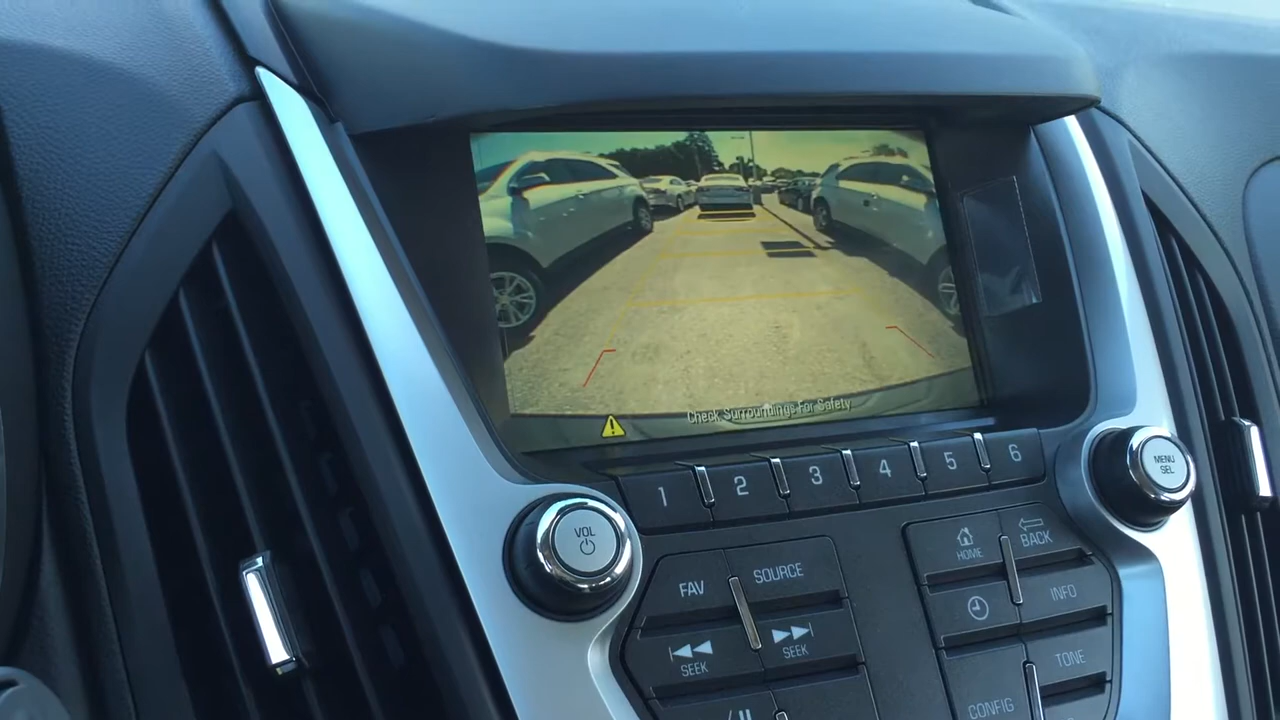 Check Surroundings For Safety
1 2 3 4 5 6
VOL
MENU
SEL
FAV
SOURCE
HOME
BACK
INFO
SEEK
SEEK
TONE
CONFIG